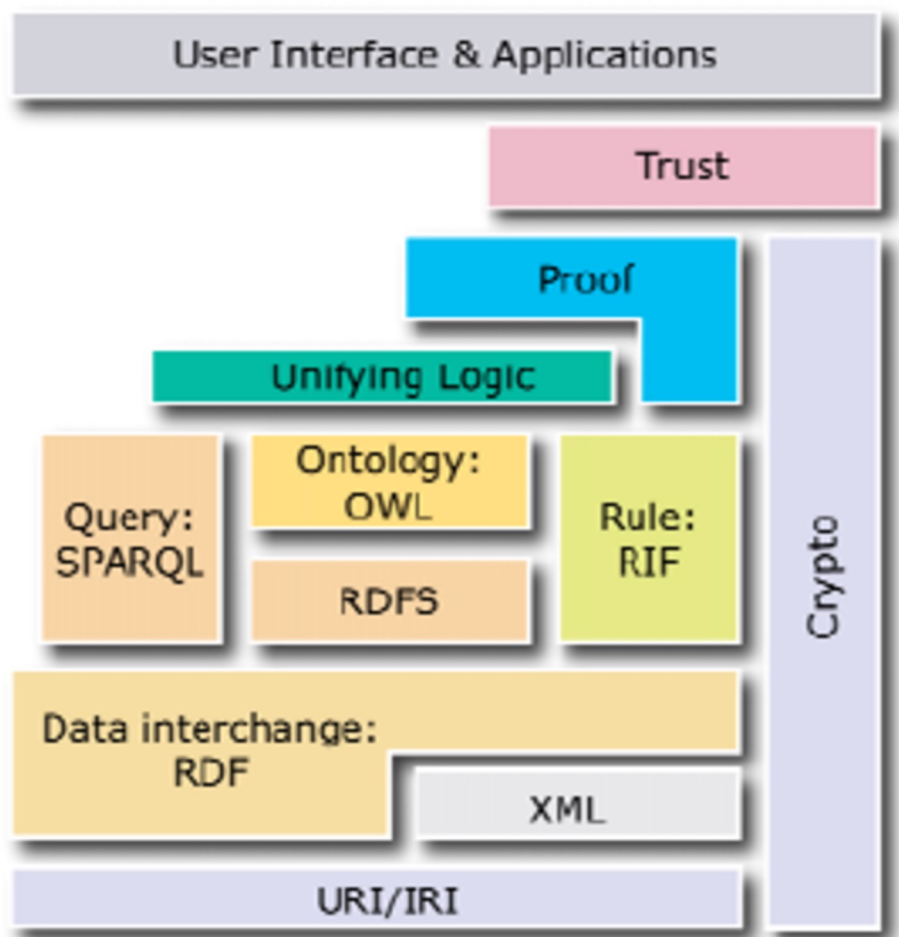 User Interface & Applications
Trust
Proof
Unifying Logic
Query:
SPARQL
Ontology:
OWL
RDFS
Rule:
RIF
Crypto
Data interchange:
RDF
XML
URI/IRI